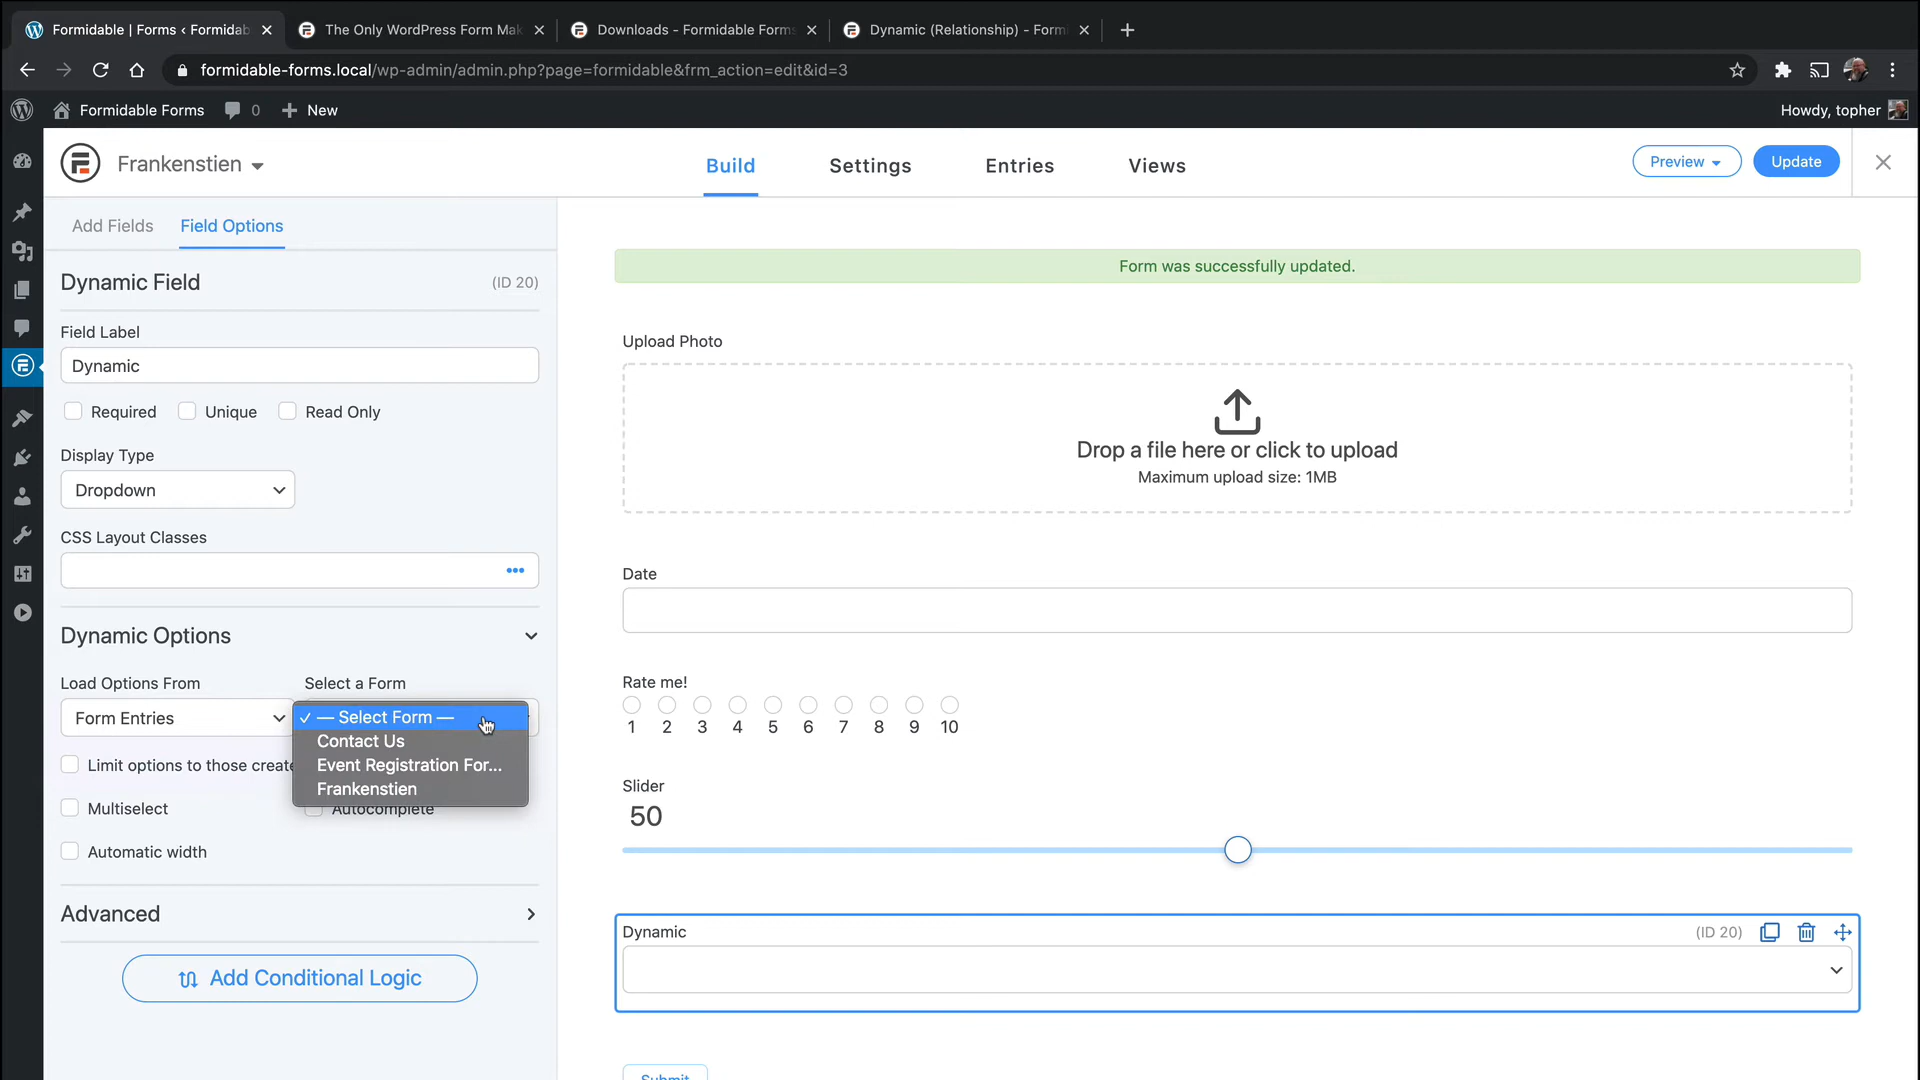 Formidable | Forms ‹ Formidab
The Only WordPress Form Mak
Downloads - Formidable Forms
Dynamic (Relationship) - Formi
formidable-forms.local/wp-admin/admin.php?page=formidable&frm_action=edit&id=3
Formidable Forms
0
New
Howdy, topher
Frankenstien
Build
Settings
Entries
Views
Preview
Update
Add Fields
Field Options
Dynamic Field
(ID 20)
Field Label
Dynamic
Required
Unique
Read Only
Display Type
Dropdown
CSS Layout Classes
Dynamic Options
Load Options From
Select a Form
Form Entries
— Select Form —
Contact Us
Event Registration For...
Frankenstien
Limit options to those create
Multiselect
Autocomplete
Automatic width
Advanced
Add Conditional Logic
Form was successfully updated.
Upload Photo
Drop a file here or click to upload
Maximum upload size: 1MB
Date
Rate me!
1 2 3 4 5 6 7 8 9 10
Slider
50
Dynamic
(ID 20)
Submit